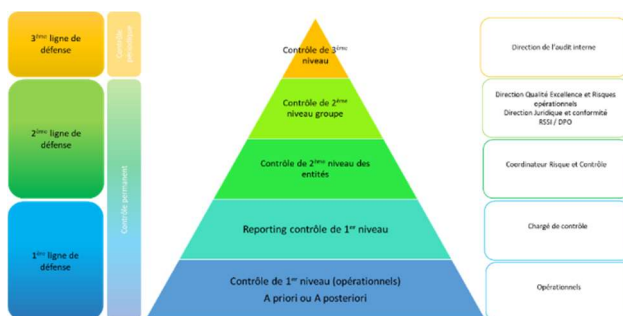 3ème ligne de
défense
Contrôle
périodique
2ème ligne de
défense
1ère ligne de
défense
Contrôle permanent
Contrôle de 3ème
niveau
Contrôle de 2ème
niveau groupe
Contrôle de 2ème niveau des
entités
Reporting contrôle de 1er niveau
Contrôle de 1er niveau (opérationnels)
A priori ou A posteriori
Direction de l'audit interne
Direction Qualité Excellence et Risques
opérationnels
Direction Juridique et conformité
RSSI / DPO
Coordinateur Risque et Contrôle
Chargé de contrôle
Opérationnels